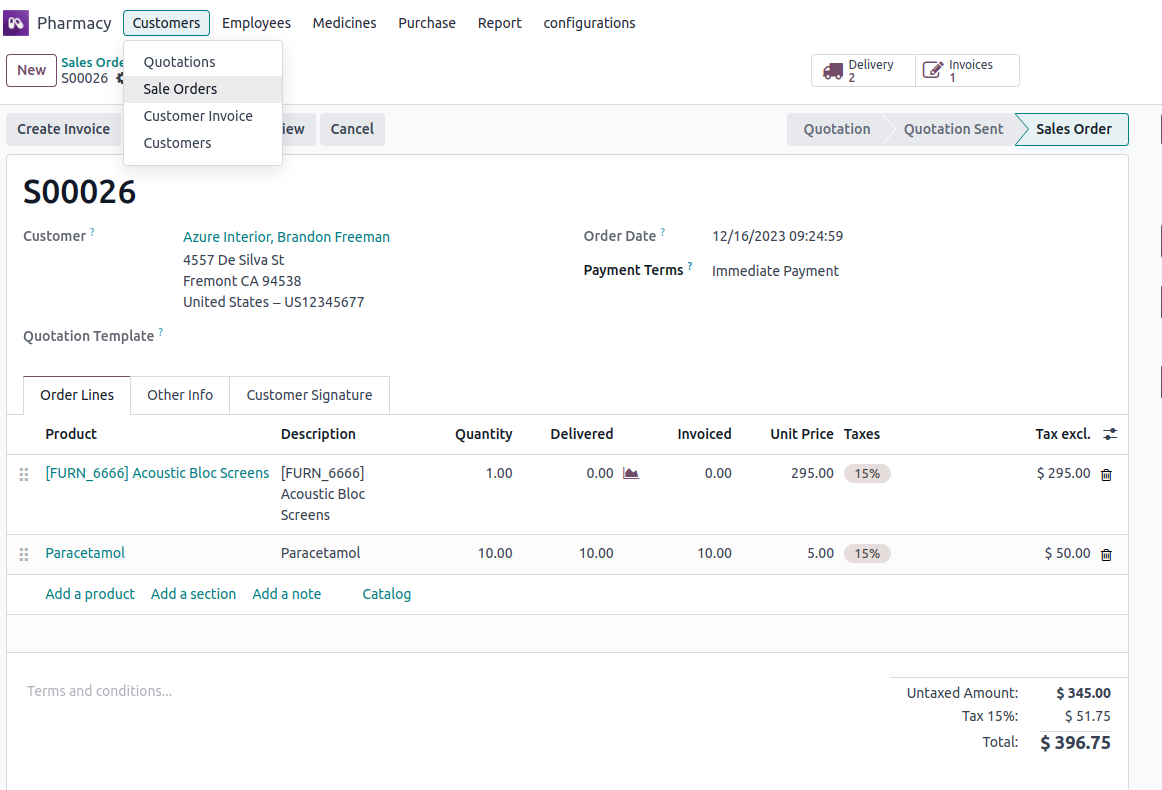 Pharmacy Customers Employees Medicines Purchase Report configurations
Quotations
Sale Orders
Customer Invoice
Customers
New
Sales Orde
S00026
Delivery
2
Invoices
1
Create Invoice iew Cancel
Quotation Quotation Sent Sales Order
S00026
Customer ?
Azure Interior, Brandon Freeman
4557 De Silva St
Fremont CA 94538
United States – US12345677
Order Date ? 12/16/2023 09:24:59
Payment Terms ? Immediate Payment
Quotation Template ?
Order Lines Other Info Customer Signature
Product Description Quantity Delivered Invoiced Unit Price Taxes Tax excl.
[FURN_6666] Acoustic Bloc Screens [FURN_6666] 1.00 0.00 0.00 295.00 15% $ 295.00
Acoustic Bloc
Screens
Paracetamol Paracetamol 10.00 10.00 10.00 5.00 15% $ 50.00
Add a product Add a section Add a note Catalog
Terms and conditions...
Untaxed Amount: $ 345.00
Tax 15%: $ 51.75
Total: $ 396.75